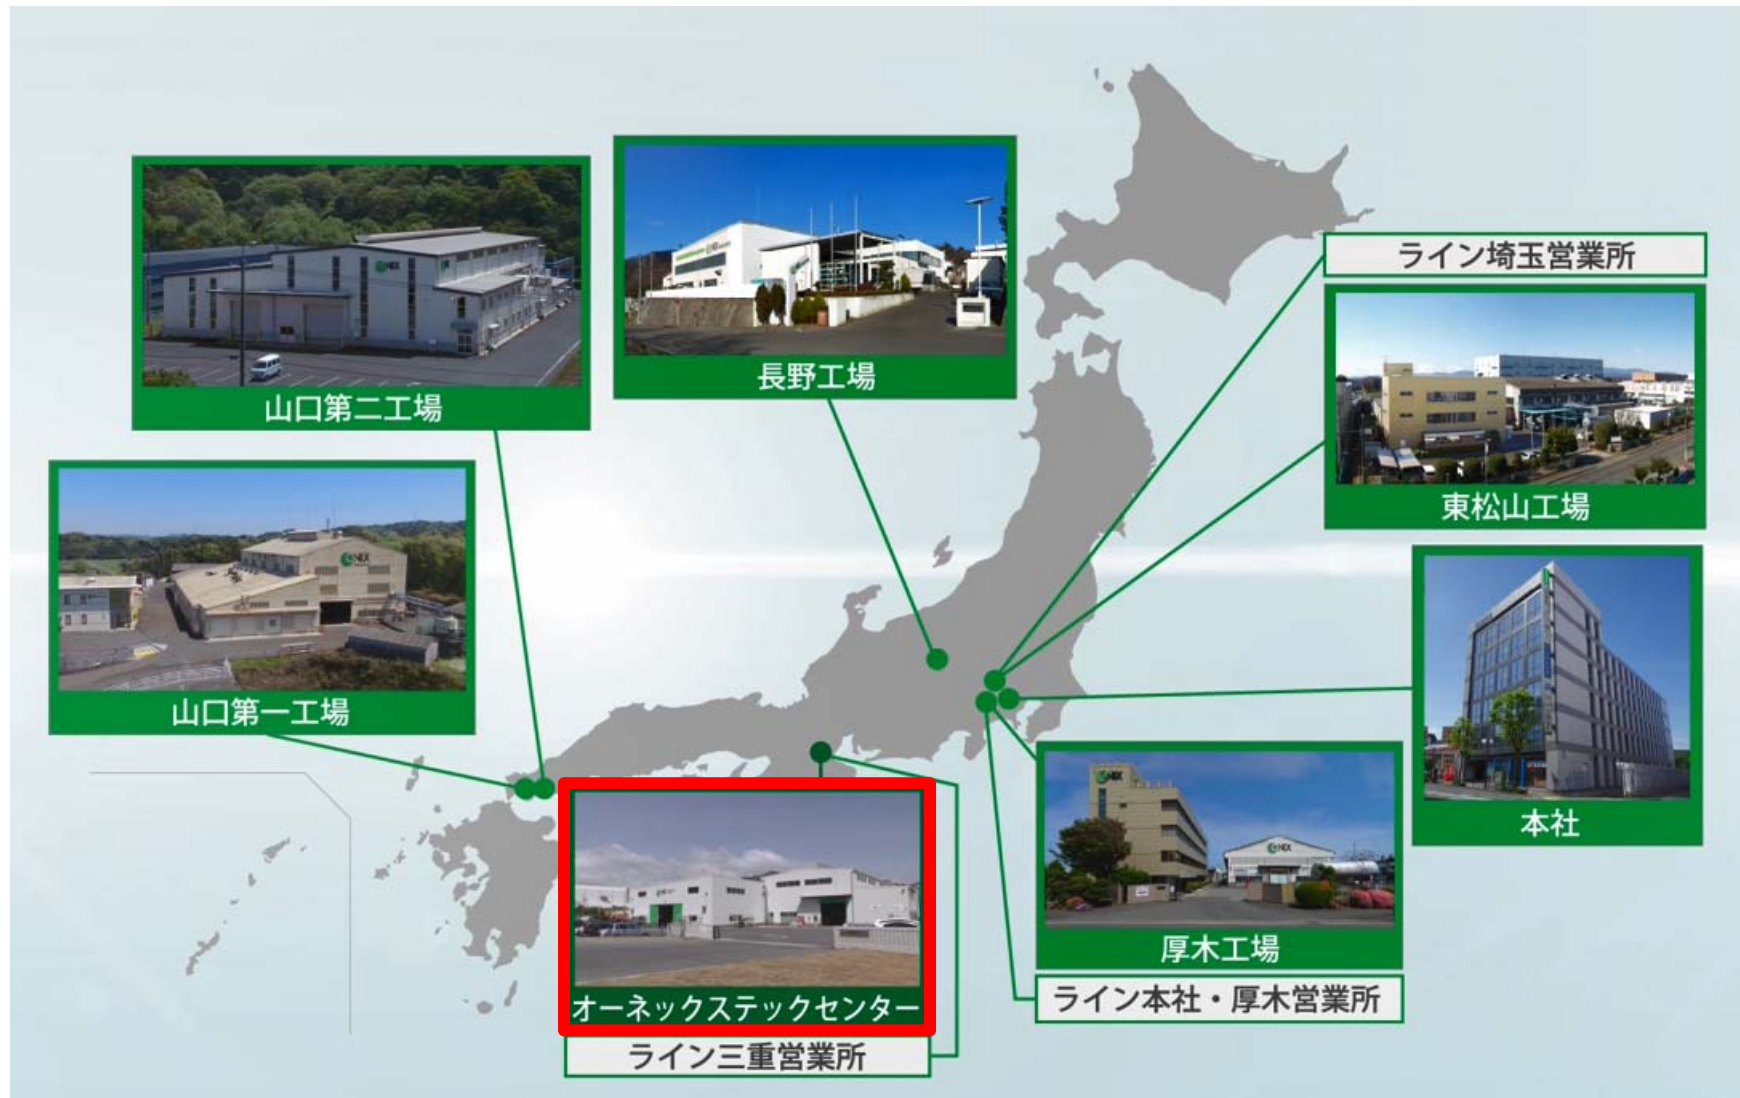 長野工場
山口第二工場
ライン埼玉営業所
東松山工場
山口第一工場
本社
ONEX
厚木工場
オーネックステックセンター
ライン本社・厚木営業所
ライン三重営業所